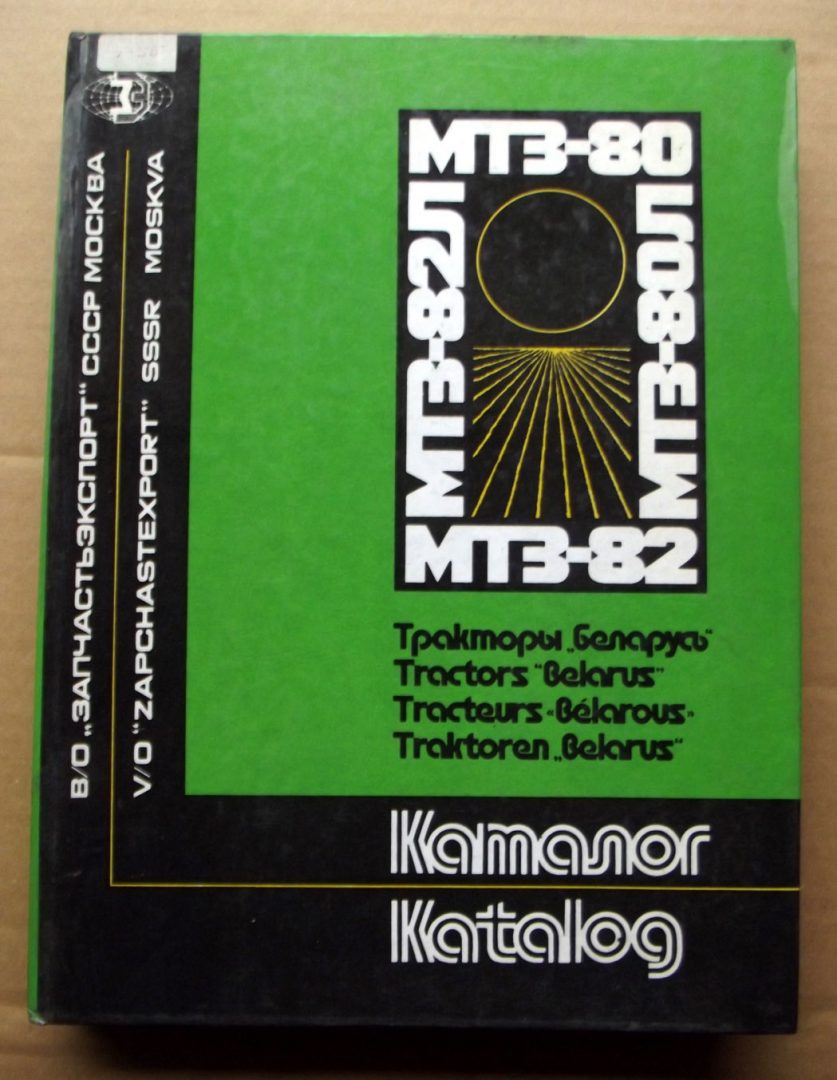 В/О „ЗАПЧАСТЬЭКСПОРТ“ СССР МОСКВА
V/O “ZAPCHASTEXPORT” SSSR MOSKVA
МТЗ-80
МТЗ-82Л
МТЗ-80Л
МТЗ-82
Тракторы „Беларусь“
Tractors “Belarus”
Tracteurs «Bélarous»
Traktoren „Belarus“
Каталог
Katalog